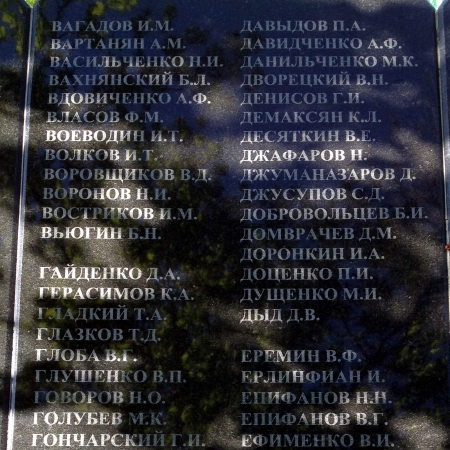 ВАГАДОВ И.М.
ВАРТАНЯН А.М.
ВАСИЛЬЧЕНКО Н.И.
ВАХНЯНСКИЙ Б.Л.
ВДОВИЧЕНКО А.Ф.
ВЛАСОВ Ф.М.
ВОЕВОДИН И.Т.
ВОЛКОВ И.Т.
ВОРОВЩИКОВ В.Д.
ВОРОНОВ Н.И.
ВОСТРИКОВ И.М.
ВЬЮГИН Б.Н.
ГАЙДЕНКО Д.А.
ГЕРАСИМОВ К.А.
ГЛАДКИЙ Т.А.
ГЛАЗКОВ Т.Д.
ГЛОБА В.Г.
ГЛУШЕНКО В.П.
ГОВОРОВ Н.О.
ГОЛУБЕВ М.К.
ГОНЧАРСКИЙ Г.И.
ДАВЫДОВ П.А.
ДАВИДЧЕНКО А.Ф.
ДАНИЛЬЧЕНКО М.К.
ДВОРЕЦКИЙ В.Н.
ДЕНИСОВ Г.И.
ДЕМАКСЯН К.Л.
ДЕСЯТКИН В.Е.
ДЖАФАРОВ Н.
ДЖУМАНАЗАРОВ Д.
ДЖУСУПОВ С.Д.
ДОБРОВОЛЬЦЕВ Б.И.
ДОМВРАЧЕВ Д.М.
ДОРОНКИН И.А.
ДОЦЕНКО П.И.
ДУЩЕНКО М.И.
ДЫД Д.В.
ЕРЕМИН В.Ф.
ЕРЛИНФИАН И.
ЕПИФАНОВ Н.Н.
ЕПИФАНОВ В.Г.
ЕФИМЕНКО В.И.